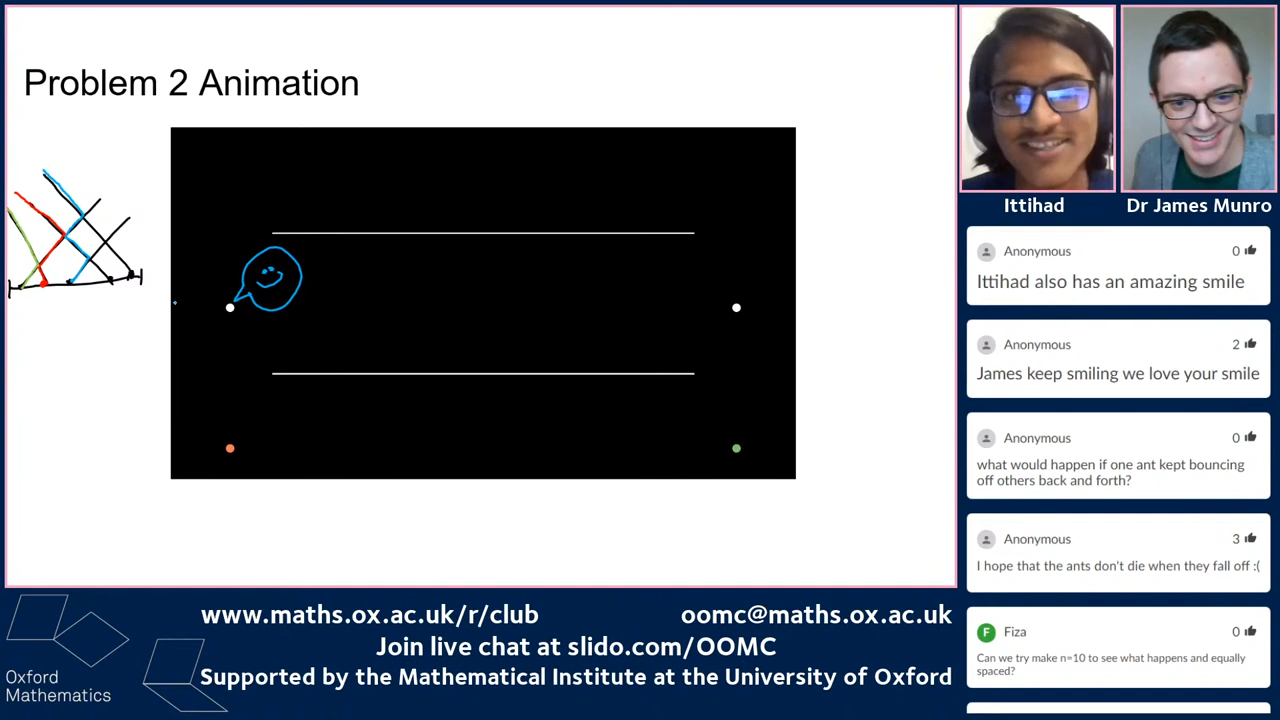 Problem 2 Animation
Ittihad
Dr James Munro
Anonymous
0
Ittihad also has an amazing smile
Anonymous
2
James keep smiling we love your smile
Anonymous
0
what would happen if one ant kept bouncing
off others back and forth?
Anonymous
3
I hope that the ants don't die when they fall off :(
F
Fiza
0
Can we try make n=10 to see what happens and equally
spaced?
Oxford
Mathematics
www.maths.ox.ac.uk/r/club
oomc@maths.ox.ac.uk
Join live chat at slido.com/OOMC
Supported by the Mathematical Institute at the University of Oxford